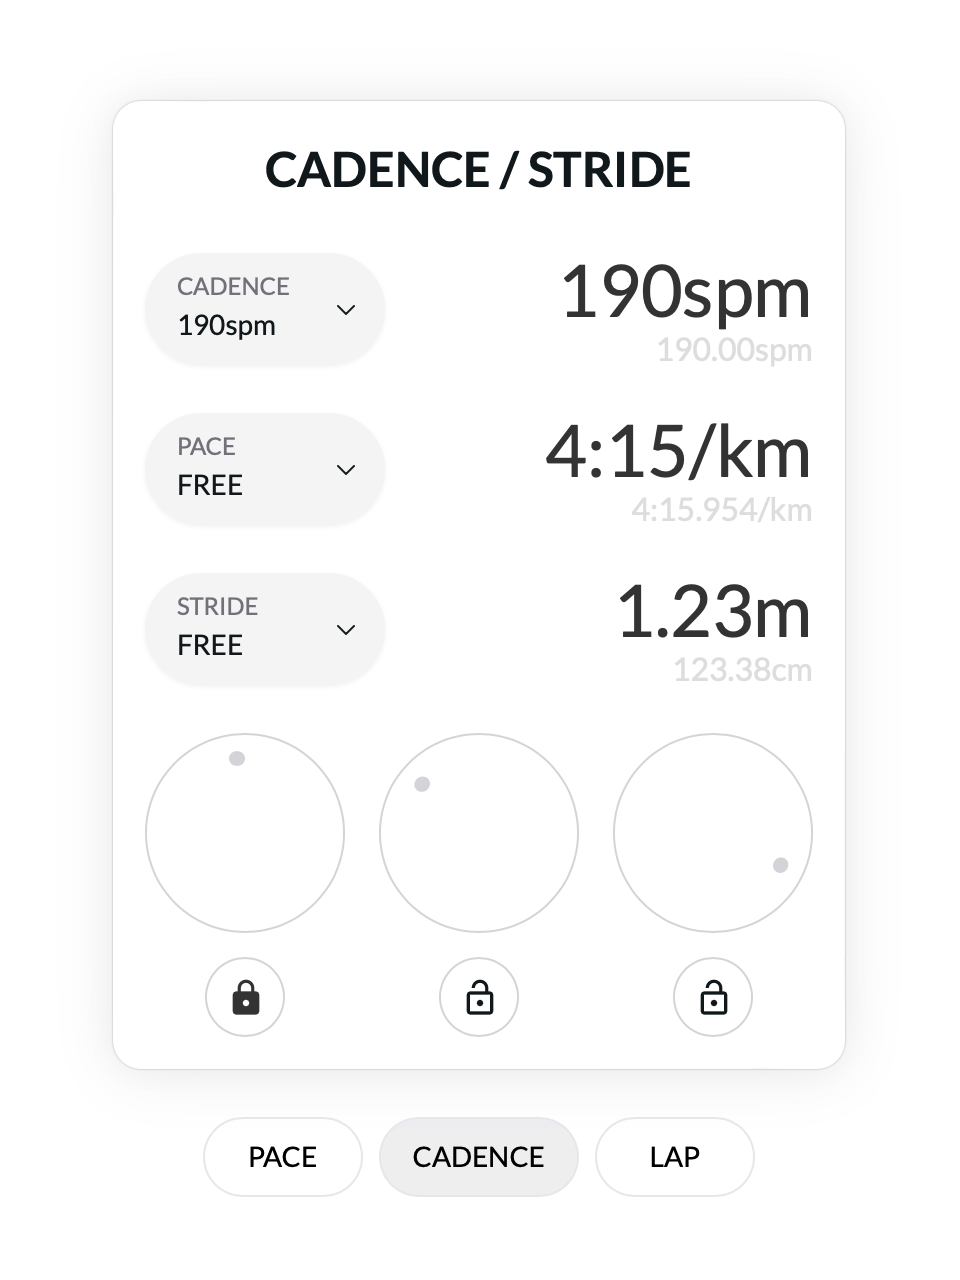 CADENCE / STRIDE
CADENCE
190spm
190spm
190.00spm
PACE
FREE
4:15/km
4:15.954/km
STRIDE
FREE
1.23m
123.38cm
PACE
CADENCE
LAP